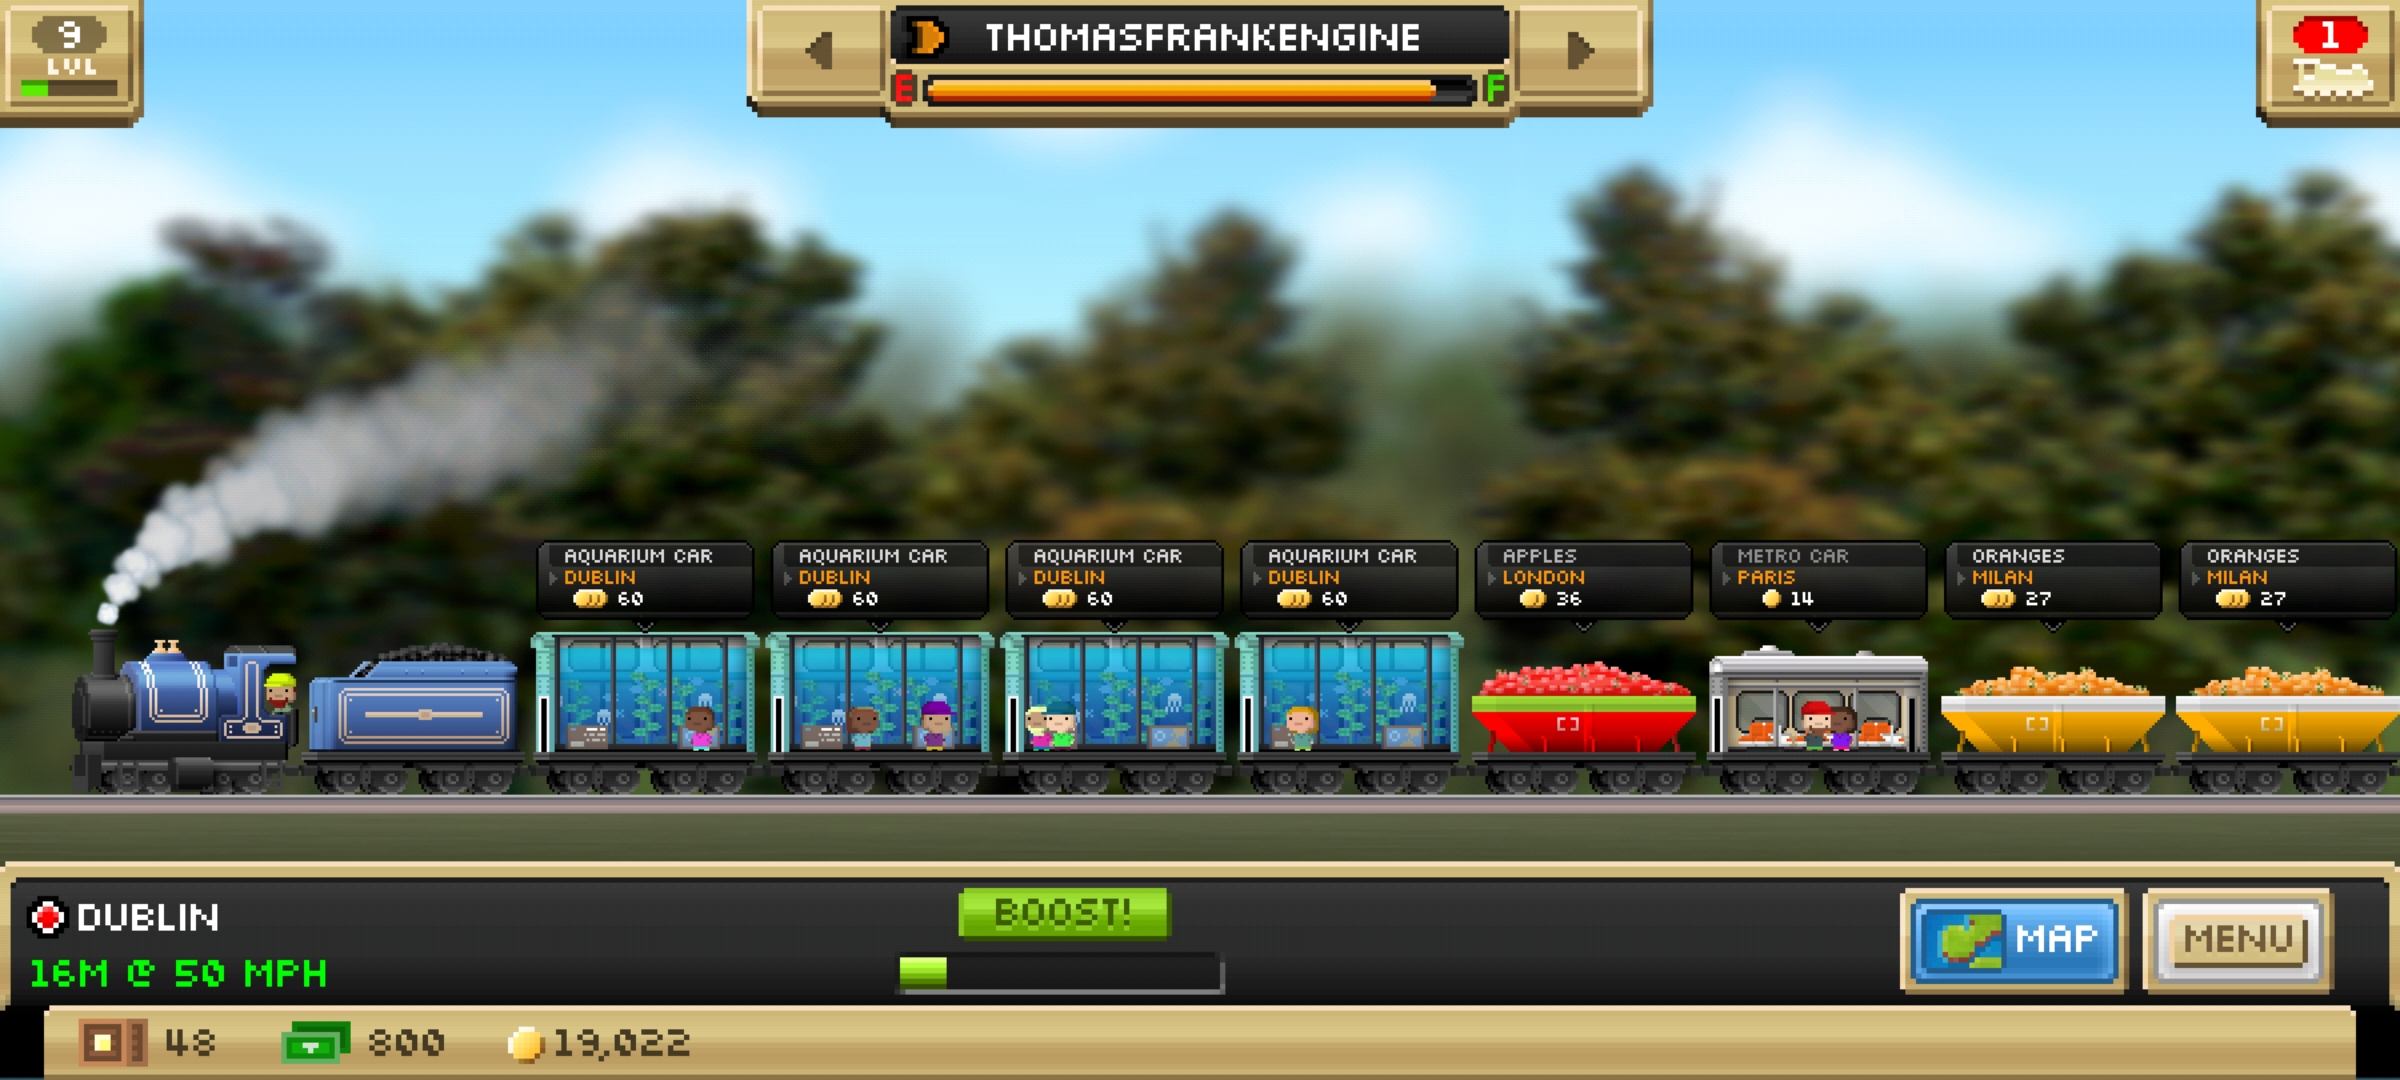 9
LVL
THOMASFRANKENGINE
E F
1
AQUARIUM CAR
DUBLIN
60
AQUARIUM CAR
DUBLIN
60
AQUARIUM CAR
DUBLIN
60
AQUARIUM CAR
DUBLIN
60
APPLES
LONDON
36
METRO CAR
PARIS
14
ORANGES
MILAN
27
ORANGES
MILAN
27
DUBLIN
16M @ 50 MPH
BOOST!
MAP
MENU
48
800
19,022